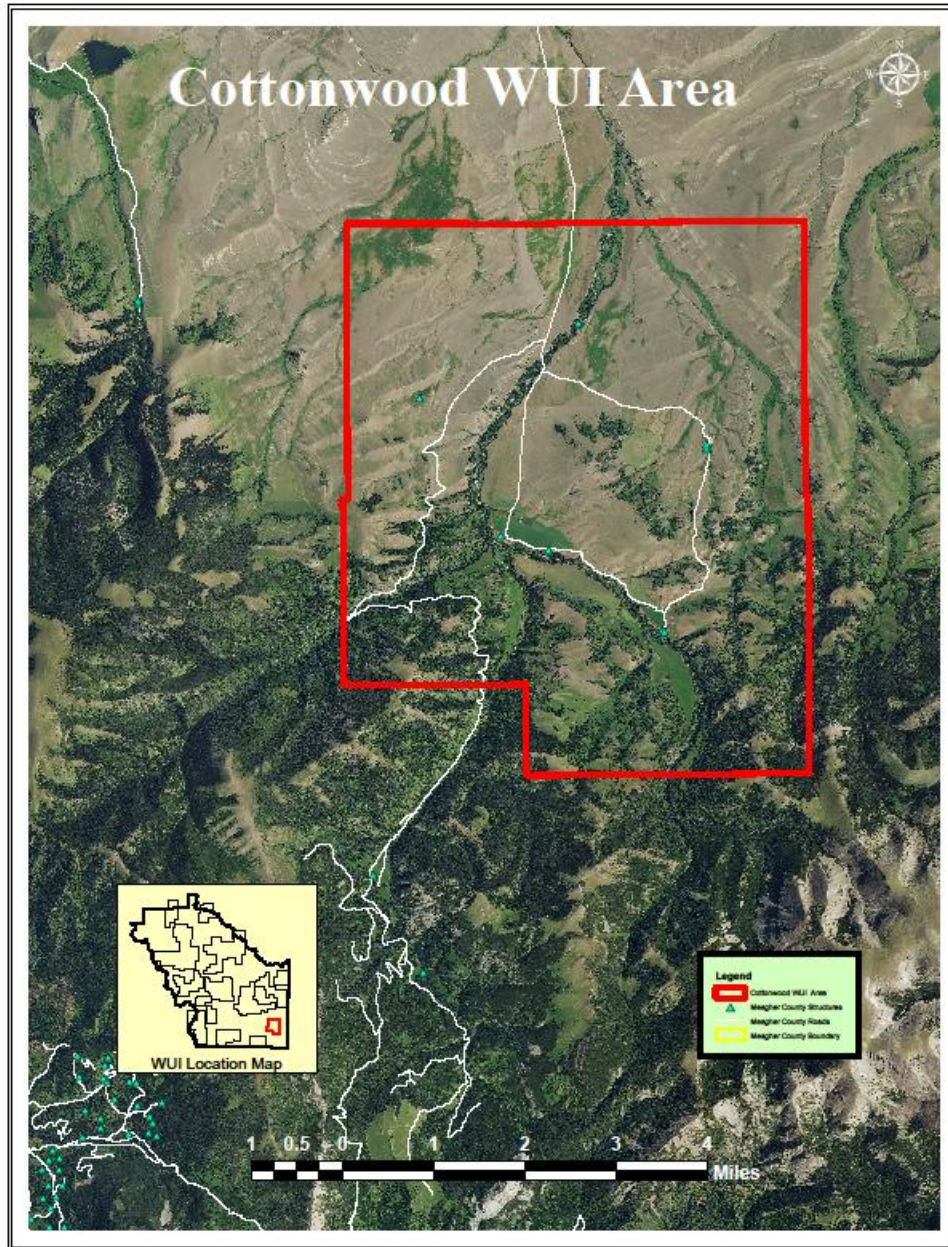 Cottonwood WUI Area
N
W E
S
Legend
Cottonwood WUI Area
Meagher County Structures
Meagher County Roads
Meagher County Boundary
WUI Location Map
1 0.5 0 1 2 3 4
Miles